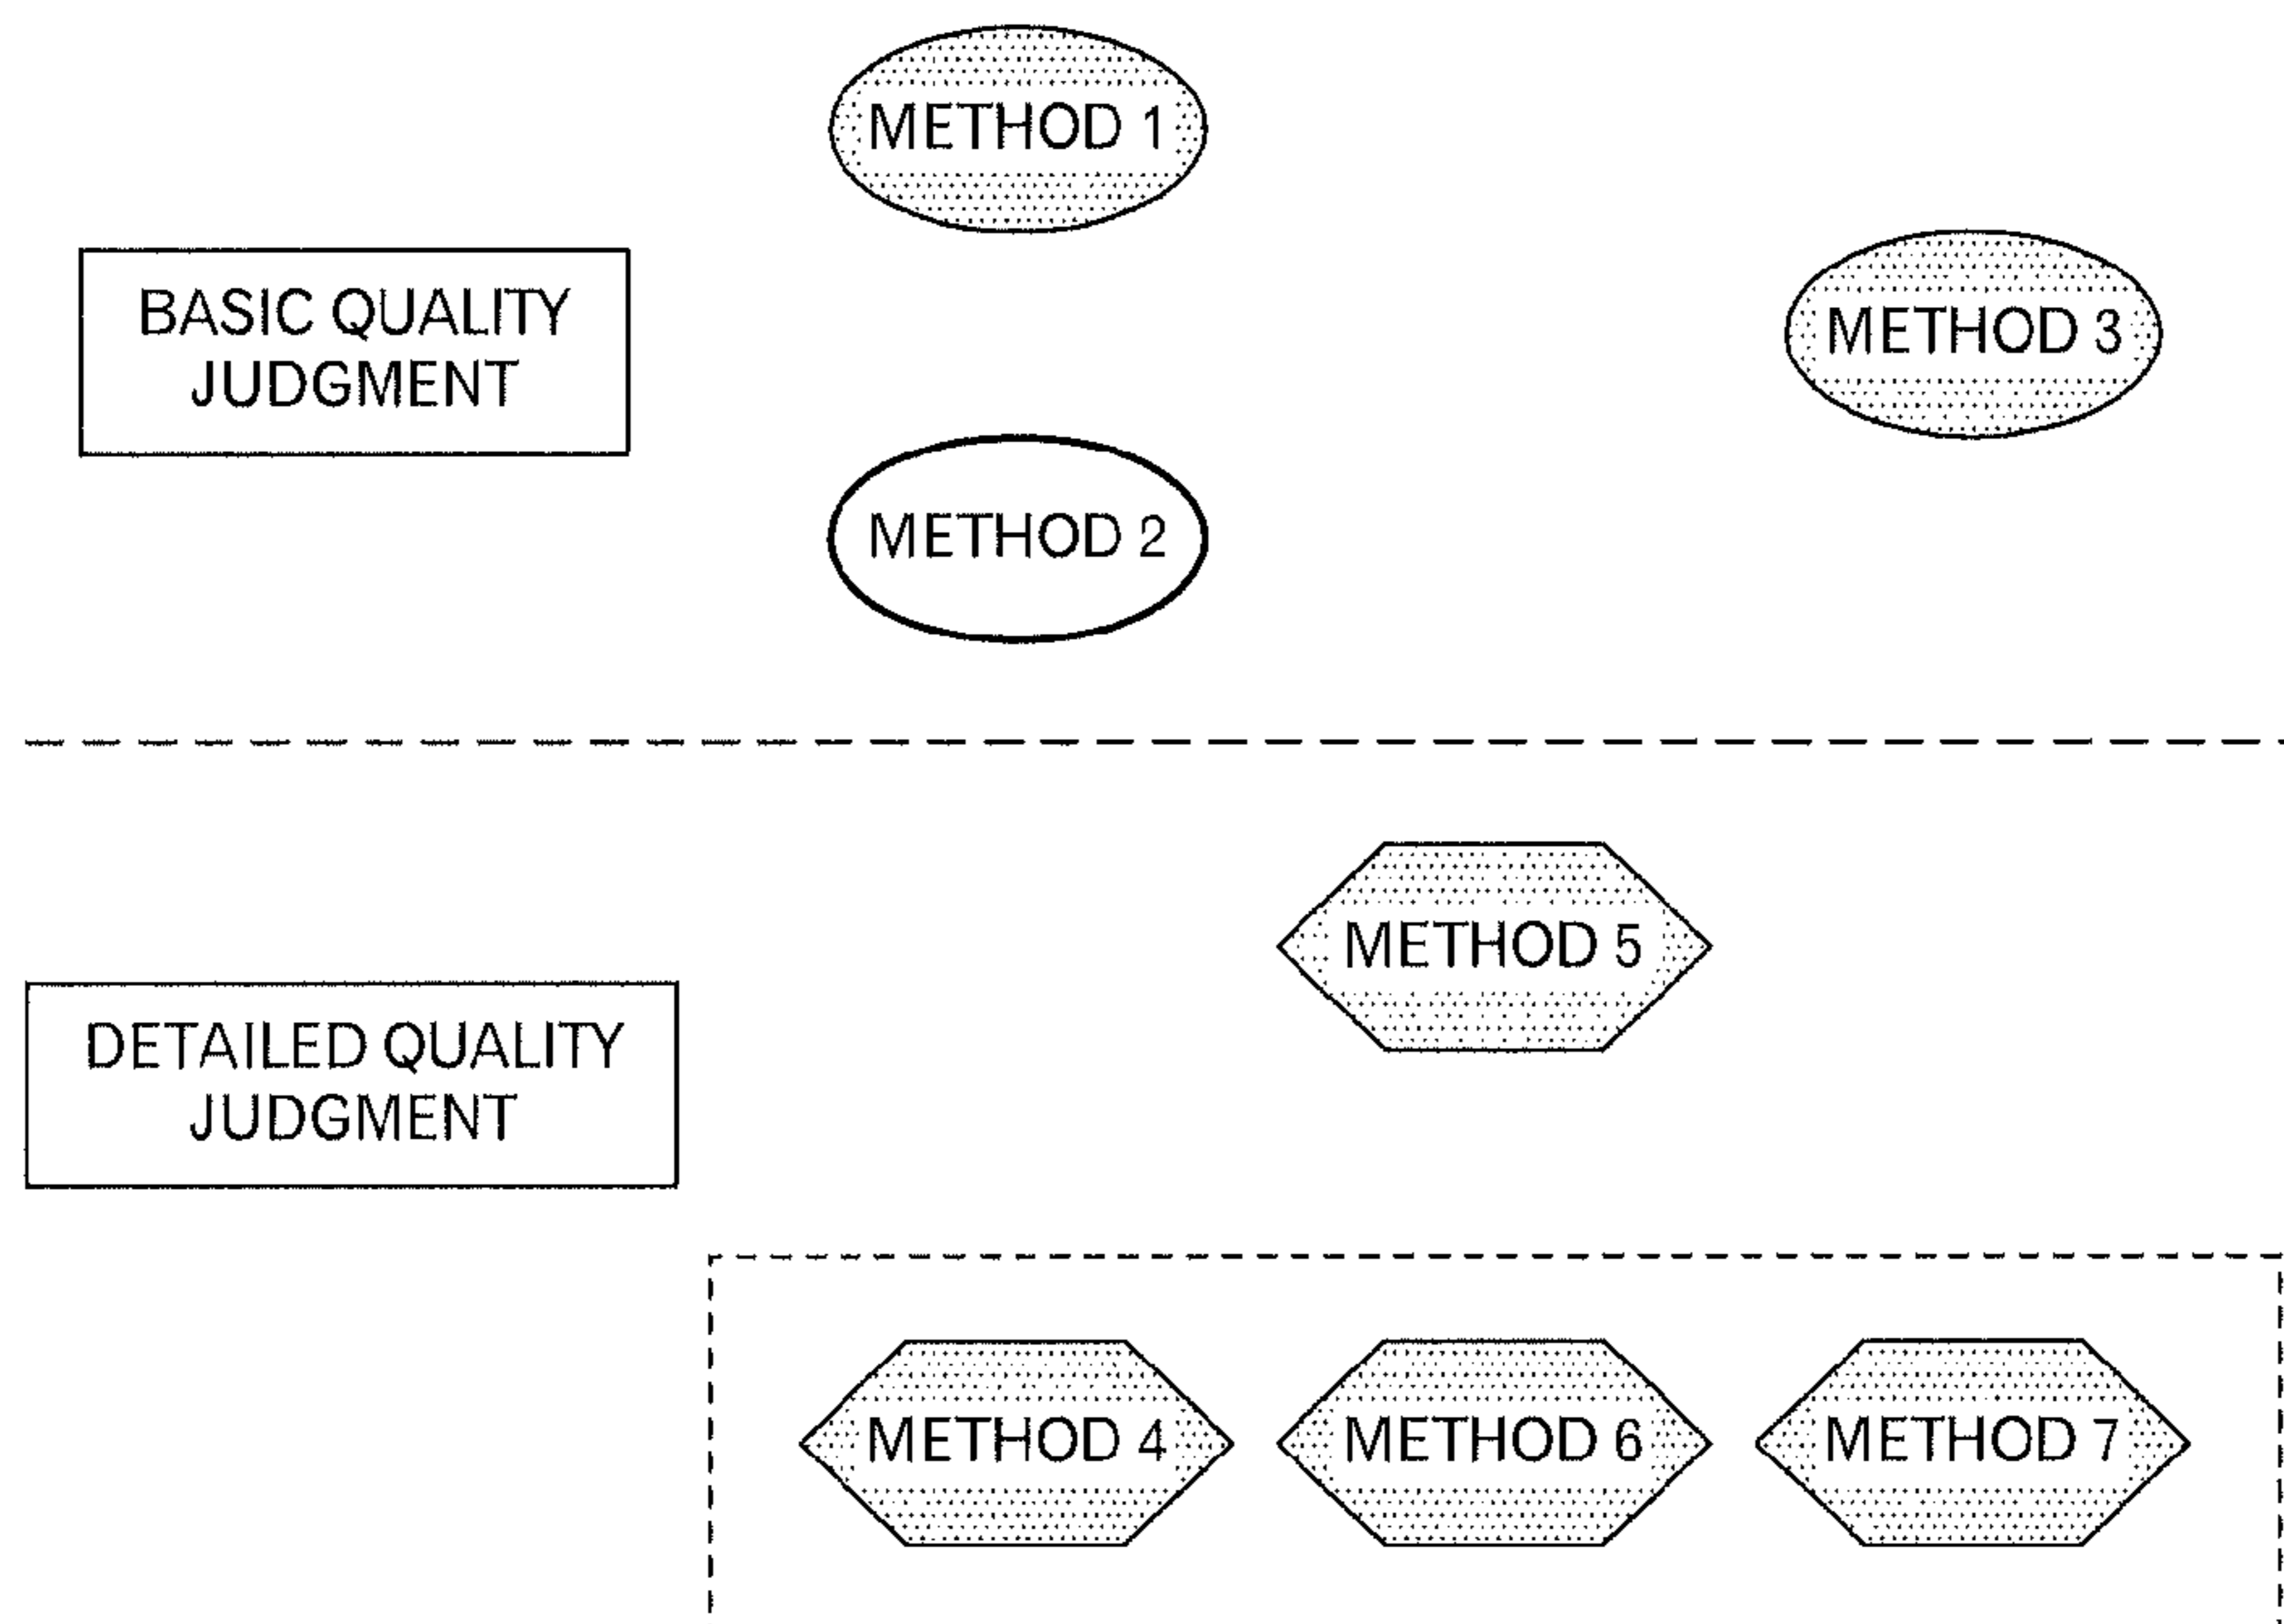 METHOD 1
BASIC QUALITY
JUDGMENT
METHOD 3
METHOD 2
METHOD 5
DETAILED QUALITY
JUDGMENT
METHOD 4
METHOD 6
METHOD 7